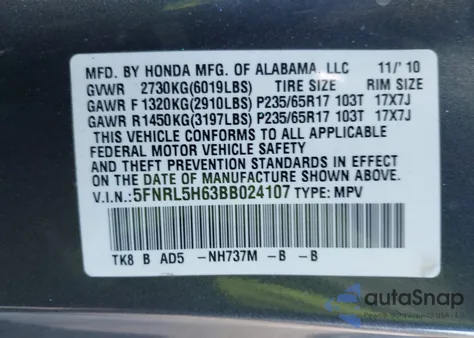 MFD. BY HONDA MFG. OF ALABAMA, LLC 11/'10
GVWR 2730KG(6019LBS) TIRE SIZE RIM SIZE
GAWR F 1320KG(2910LBS) P235/65R17 103T 17X7J
GAWR R1450KG(3197LBS) P235/65R17 103T 17X7J
THIS VEHICLE CONFORMS TO ALL APPLICABLE
FEDERAL MOTOR VEHICLE SAFETY
AND THEFT PREVENTION STANDARDS IN EFFECT
ON THE DATE OF MANUFACTURE SHOWN ABOVE.
V.I.N.: 5FNRL5H63BB024107 TYPE: MPV
TK8 B AD5 -NH737M -B -B
autoSnap